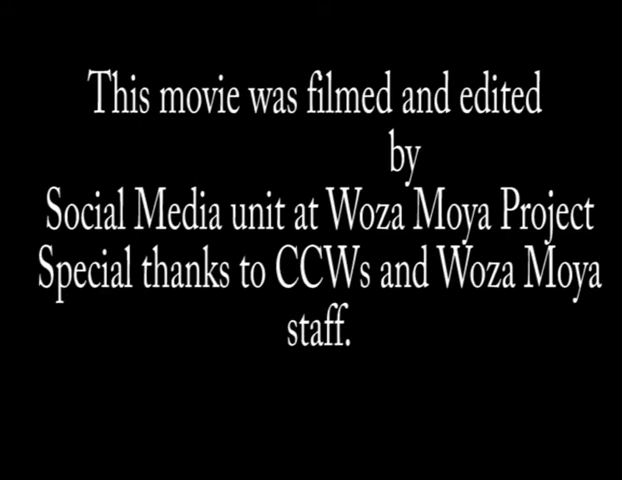 This movie was filmed and edited
by
Social Media unit at Woza Moya Project
Special thanks to CCWs and Woza Moya
staff.